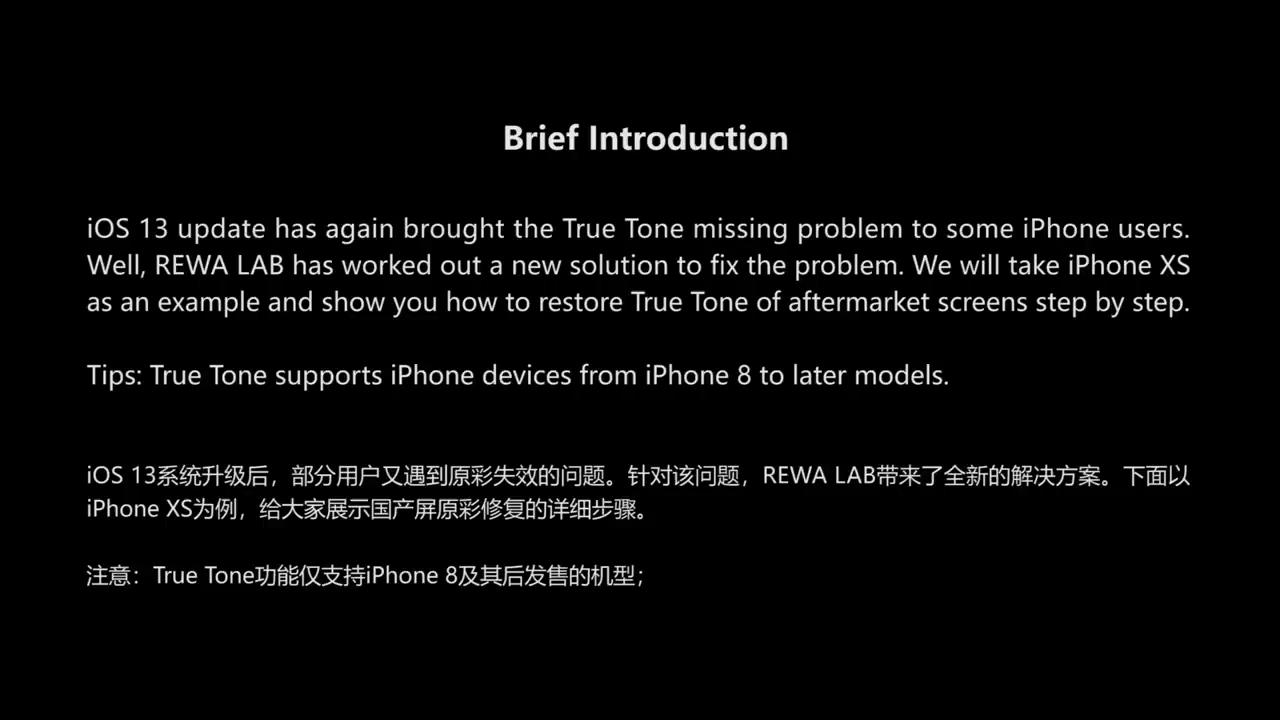 Brief Introduction
iOS 13 update has again brought the True Tone missing problem to some iPhone users.
Well, REWA LAB has worked out a new solution to fix the problem. We will take iPhone XS
as an example and show you how to restore True Tone of aftermarket screens step by step.
Tips: True Tone supports iPhone devices from iPhone 8 to later models.
iOS 13系统升级后，部分用户又遇到原彩失效的问题。针对该问题，REWA LAB带来了全新的解决方案。下面以
iPhone XS为例，给大家展示国产屏原彩修复的详细步骤。
注意：True Tone功能仅支持iPhone 8及其后发售的机型；